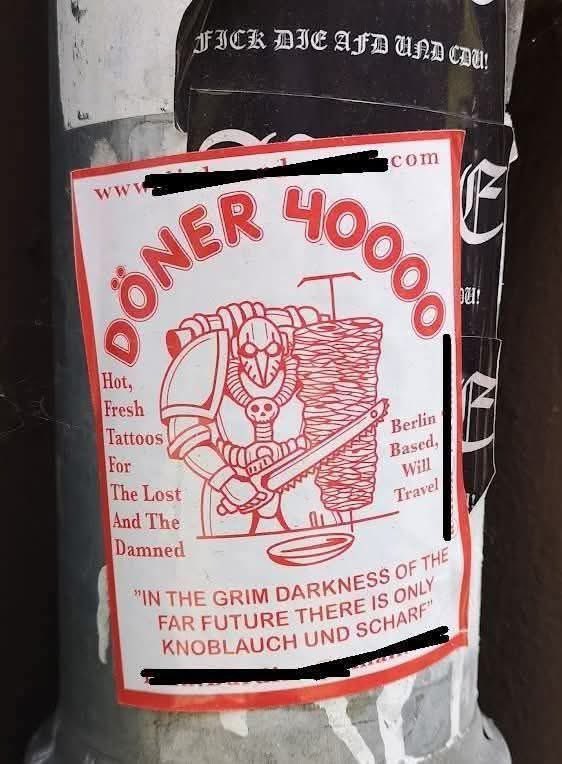 FICK DIE AFD UND CDU!
E
DU!
E
www
com
DÖNER 40000
Hot,
Fresh
Tattoos
For
The Lost
And The
Damned
Berlin
Based,
Will
Travel
"IN THE GRIM DARKNESS OF THE
FAR FUTURE THERE IS ONLY
KNOBLAUCH UND SCHARF"